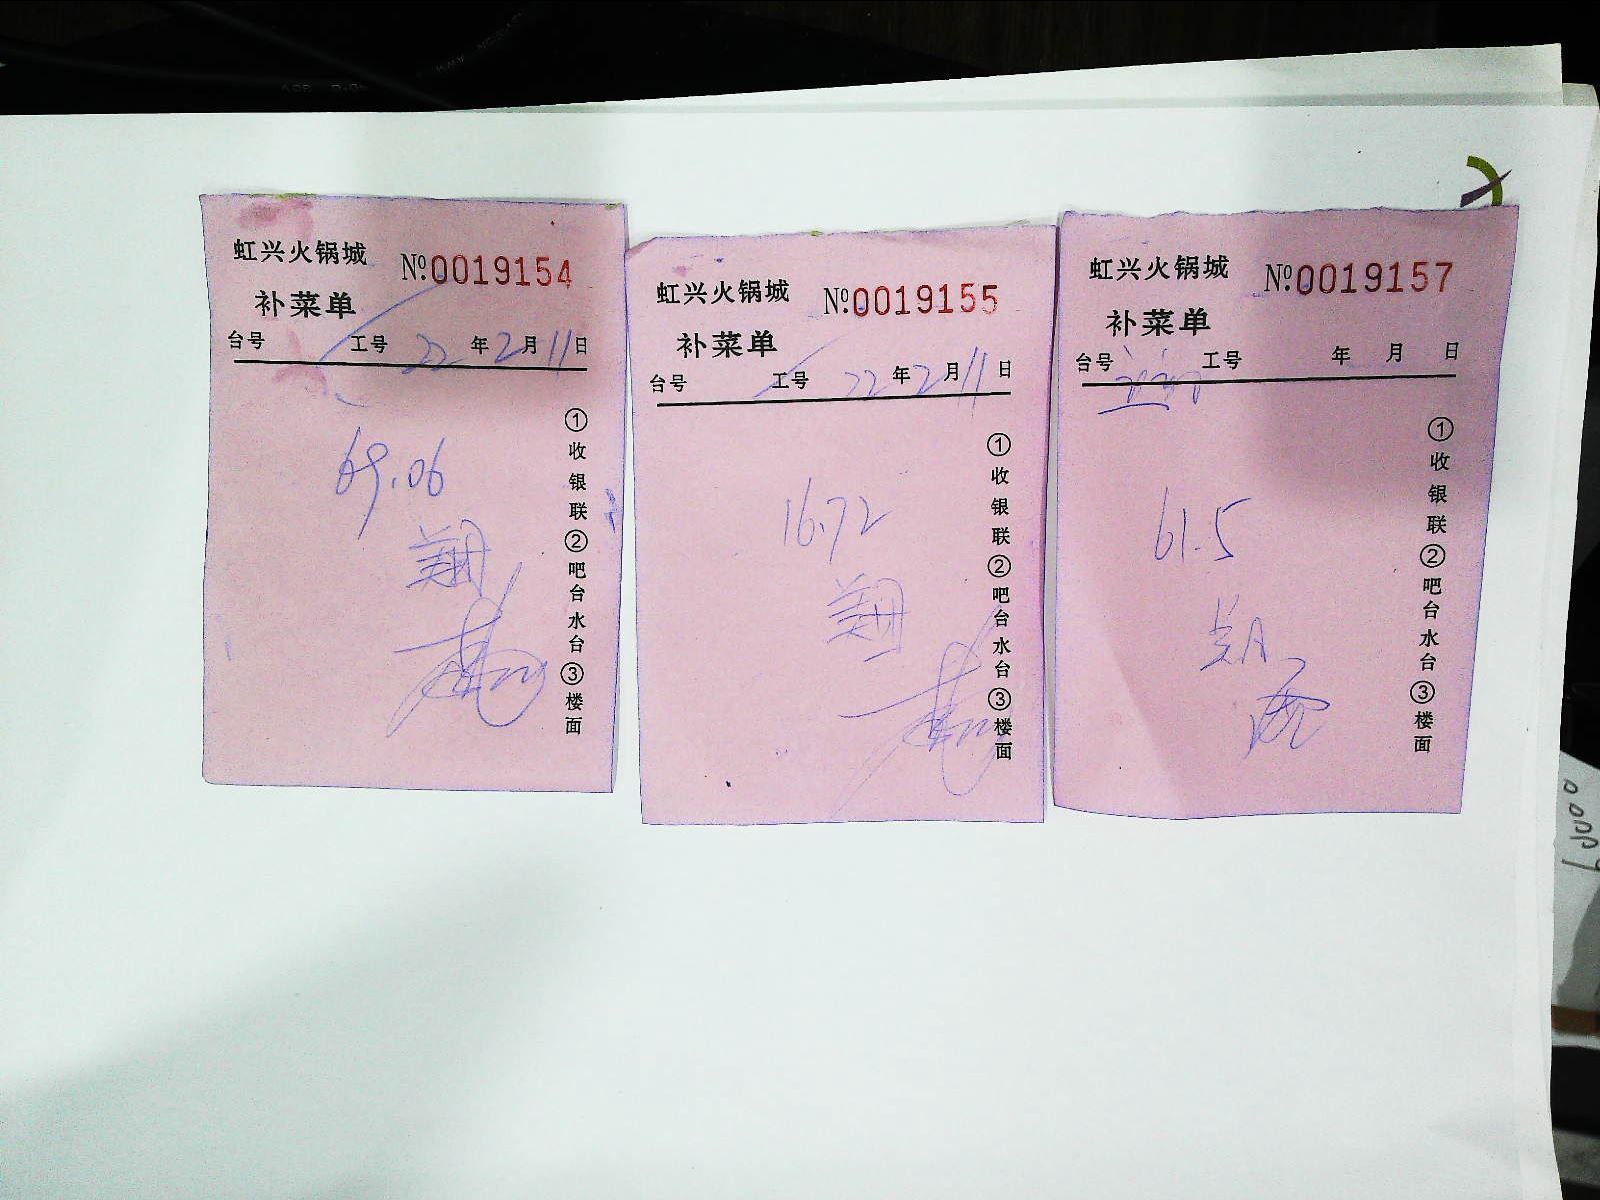 虹兴火锅城 №0019154
补菜单
台号 工号 22 年 2 月 11 日
69.06
翔
①收银联②吧台水台③楼面
虹兴火锅城 №0019155
补菜单
台号 工号 22 年 2 月 11 日
16.72
翔
①收银联②吧台水台③楼面
虹兴火锅城 №0019157
补菜单
台号 工号 年 月 日
61.5
①收银联②吧台水台③楼面